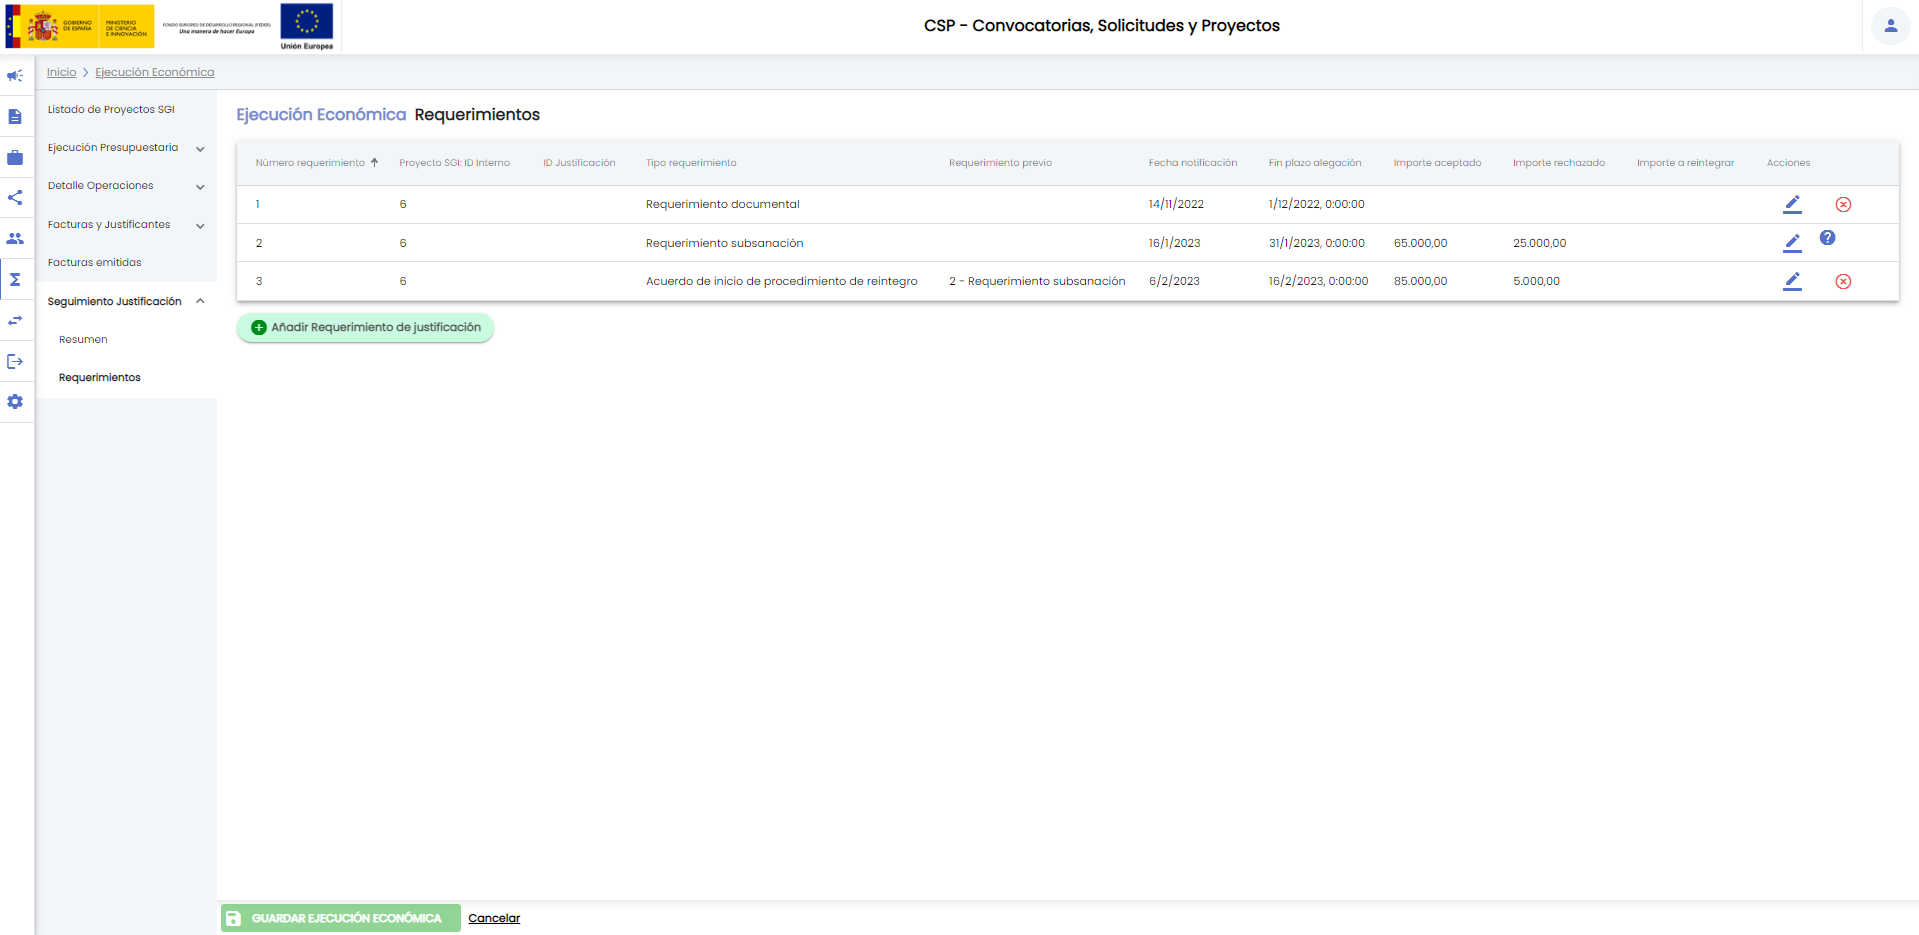 GOBIERNO DE ESPAÑA
MINISTERIO DE CIENCIA E INNOVACIÓN
FONDO EUROPEO DE DESARROLLO REGIONAL (FEDER)
Una manera de hacer Europa
Unión Europea
CSP - Convocatorias, Solicitudes y Proyectos
Inicio > Ejecución Económica
Listado de Proyectos SGI
Ejecución Presupuestaria
Detalle Operaciones
Facturas y Justificantes
Facturas emitidas
Seguimiento Justificación
Resumen
Requerimientos
Ejecución Económica Requerimientos
Número requerimiento Proyecto SGI: ID Interno ID Justificación Tipo requerimiento Requerimiento previo Fecha notificación Fin plazo alegación Importe aceptado Importe rechazado Importe a reintegrar Acciones
1 6 Requerimiento documental 14/11/2022 1/12/2022, 0:00:00
2 6 Requerimiento subsanación 16/1/2023 31/1/2023, 0:00:00 65.000,00 25.000,00
3 6 Acuerdo de inicio de procedimiento de reintegro 2 - Requerimiento subsanación 6/2/2023 16/2/2023, 0:00:00 85.000,00 5.000,00
Añadir Requerimiento de justificación
GUARDAR EJECUCIÓN ECONÓMICA Cancelar